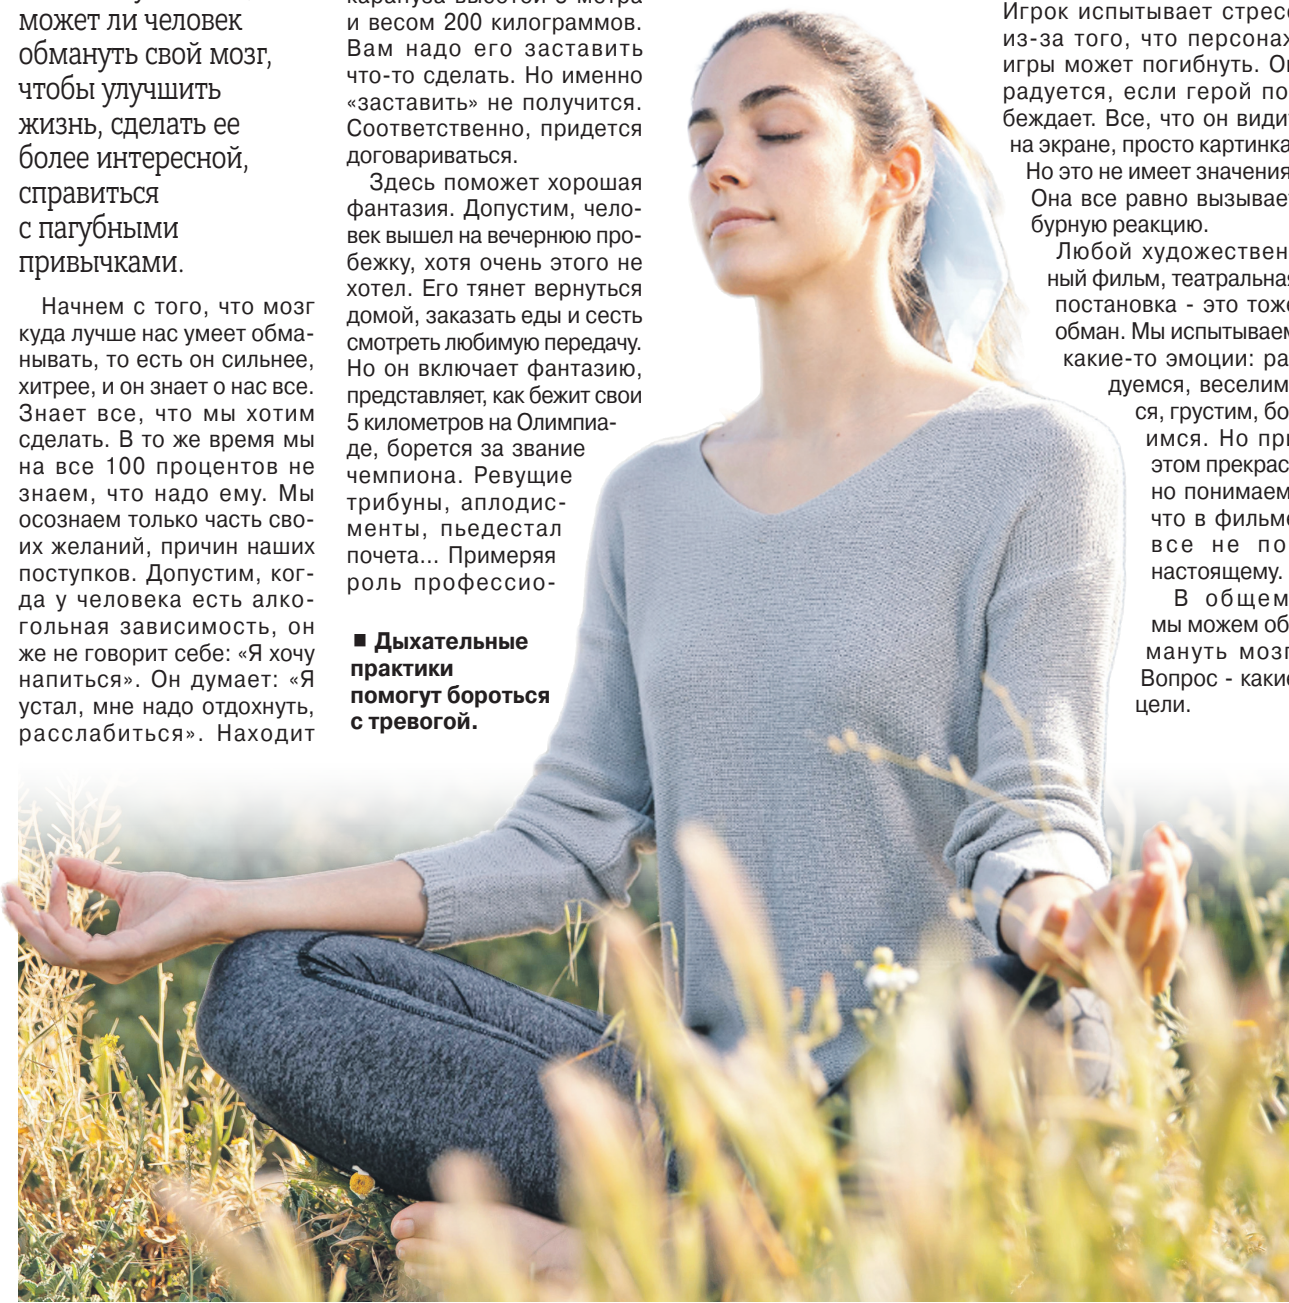 может ли человек
обмануть свой мозг,
чтобы улучшить
жизнь, сделать ее
более интересной,
справиться
с пагубными
привычками.
Начнем с того, что мозг
куда лучше нас умеет обма-
нывать, то есть он сильнее,
хитрее, и он знает о нас все.
Знает все, что мы хотим
сделать. В то же время мы
на все 100 процентов не
знаем, что надо ему. Мы
осознаем только часть сво-
их желаний, причин наших
поступков. Допустим, ког-
да у человека есть алко-
гольная зависимость, он
же не говорит себе: «Я хочу
напиться». Он думает: «Я
устал, мне надо отдохнуть,
расслабиться». Находит
и весом 200 килограммов.
Вам надо его заставить
что-то сделать. Но именно
«заставить» не получится.
Соответственно, придется
договариваться.
Здесь поможет хорошая
фантазия. Допустим, чело-
век вышел на вечернюю про-
бежку, хотя очень этого не
хотел. Его тянет вернуться
домой, заказать еды и сесть
смотреть любимую передачу.
Но он включает фантазию,
представляет, как бежит свои
5 километров на Олимпиа-
де, борется за звание
чемпиона. Ревущие
трибуны, аплодис-
менты, пьедестал
почета... Примеряя
роль профессио-
■ Дыхательные
практики
помогут бороться
с тревогой.
Игрок испытывает стресс
из-за того, что персонаж
игры может погибнуть. Он
радуется, если герой по-
беждает. Все, что он видит
на экране, просто картинка.
Но это не имеет значения.
Она все равно вызывает
бурную реакцию.
Любой художествен-
ный фильм, театральная
постановка - это тоже
обман. Мы испытываем
какие-то эмоции: ра-
дуемся, веселим-
ся, грустим, бо-
имся. Но при
этом прекрас-
но понимаем,
что в фильме
все не по-
настоящему.
В общем,
мы можем об-
мануть мозг.
Вопрос - какие
цели.